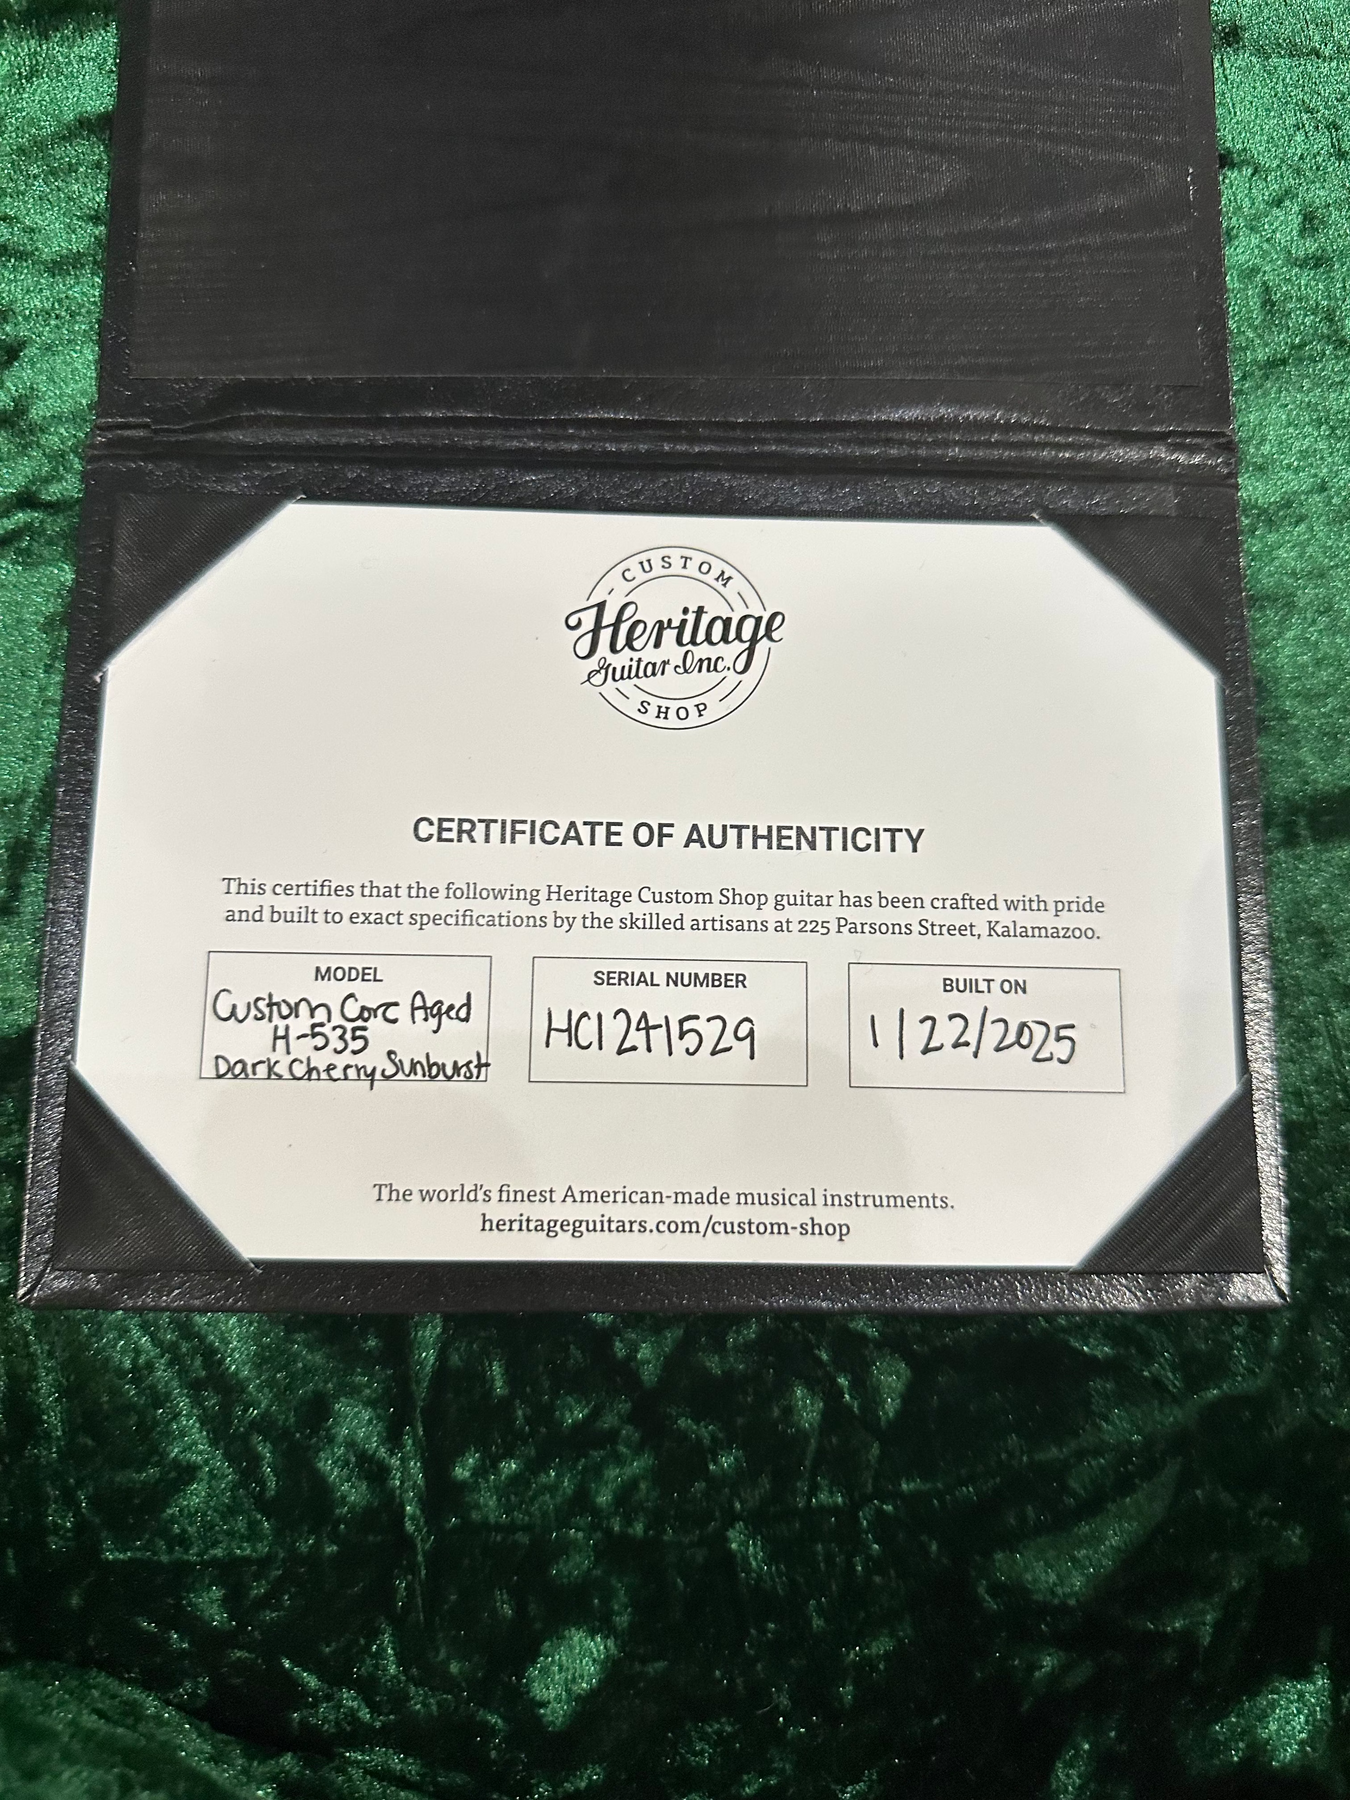 CUSTOM
Heritage
Guitar Inc.
SHOP
CERTIFICATE OF AUTHENTICITY
This certifies that the following Heritage Custom Shop guitar has been crafted with pride
and built to exact specifications by the skilled artisans at 225 Parsons Street, Kalamazoo.
MODEL
Custom Core Aged
H-535
Dark Cherry Sunburst
SERIAL NUMBER
HC1241529
BUILT ON
1/22/2025
The world's finest American-made musical instruments.
heritageguitars.com/custom-shop